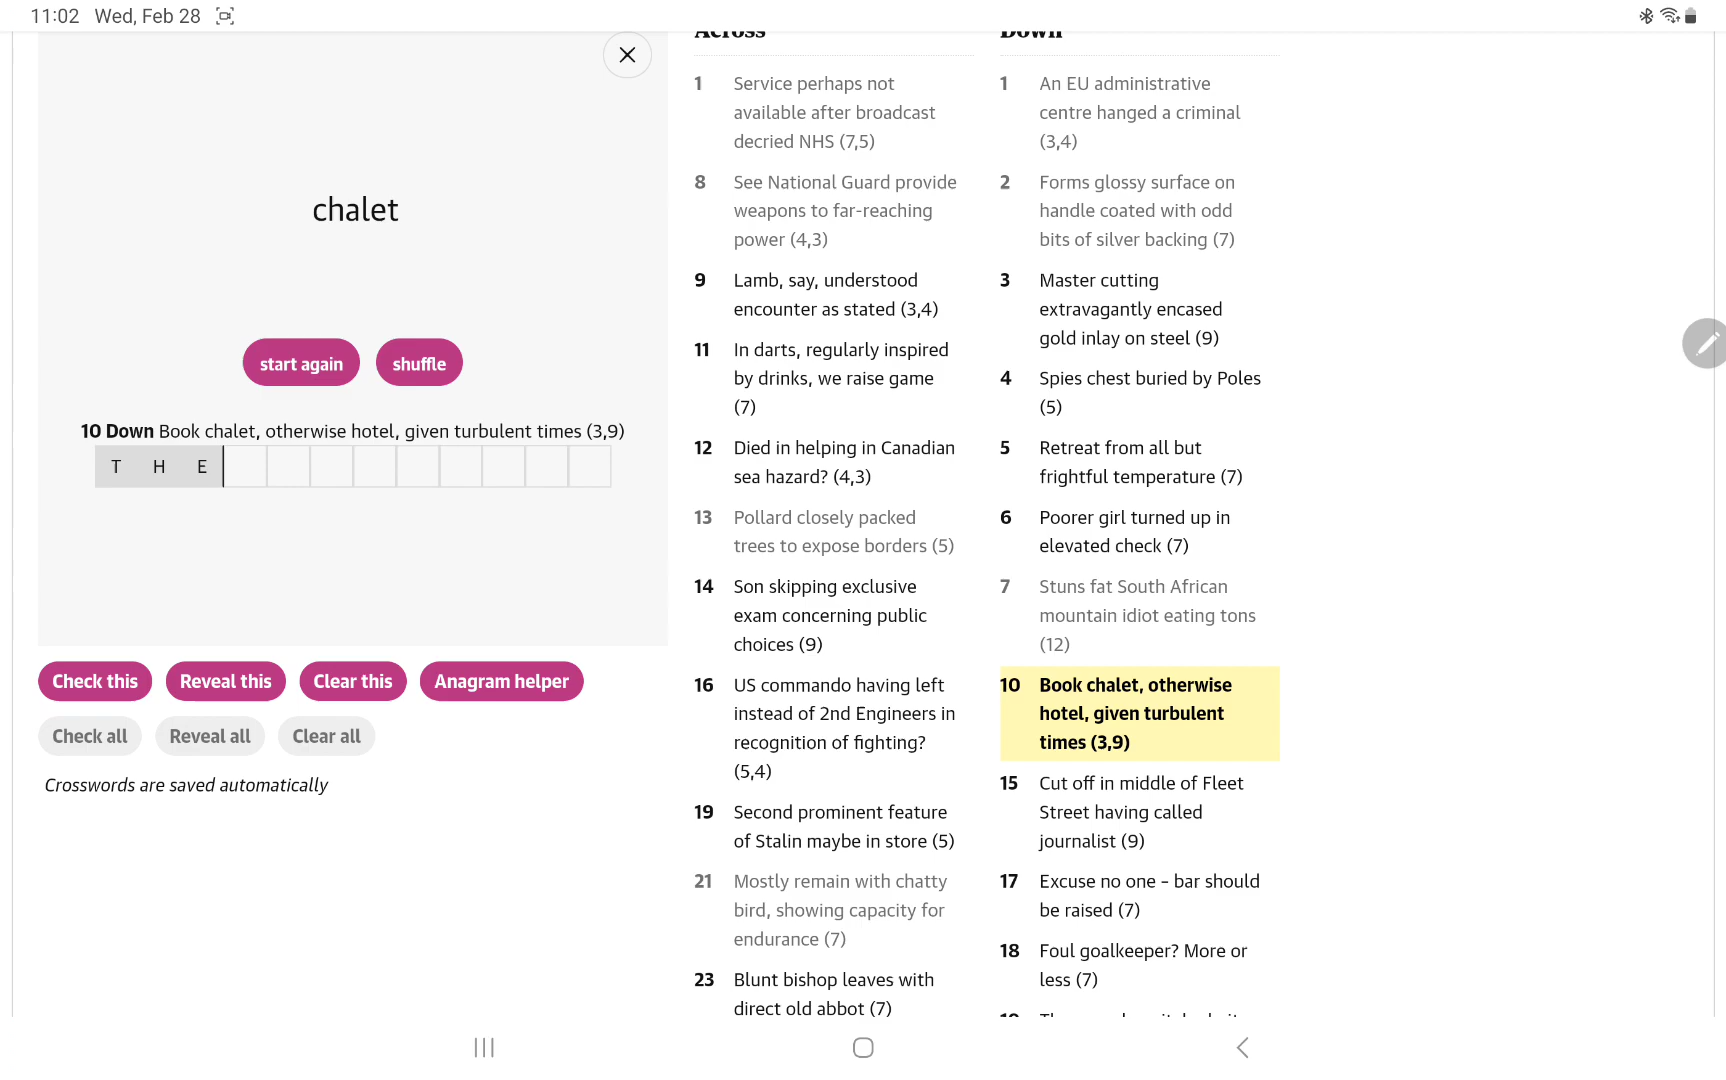 11:02 Wed, Feb 28
chalet
start again shuffle
10 Down Book chalet, otherwise hotel, given turbulent times (3,9)
T H E
Check this Reveal this Clear this Anagram helper
Check all Reveal all Clear all
Crosswords are saved automatically
Across
1 Service perhaps not
available after broadcast
decried NHS (7,5)
8 See National Guard provide
weapons to far-reaching
power (4,3)
9 Lamb, say, understood
encounter as stated (3,4)
11 In darts, regularly inspired
by drinks, we raise game
(7)
12 Died in helping in Canadian
sea hazard? (4,3)
13 Pollard closely packed
trees to expose borders (5)
14 Son skipping exclusive
exam concerning public
choices (9)
16 US commando having left
instead of 2nd Engineers in
recognition of fighting?
(5,4)
19 Second prominent feature
of Stalin maybe in store (5)
21 Mostly remain with chatty
bird, showing capacity for
endurance (7)
23 Blunt bishop leaves with
direct old abbot (7)
Down
1 An EU administrative
centre hanged a criminal
(3,4)
2 Forms glossy surface on
handle coated with odd
bits of silver backing (7)
3 Master cutting
extravagantly encased
gold inlay on steel (9)
4 Spies chest buried by Poles
(5)
5 Retreat from all but
frightful temperature (7)
6 Poorer girl turned up in
elevated check (7)
7 Stuns fat South African
mountain idiot eating tons
(12)
10 Book chalet, otherwise
hotel, given turbulent
times (3,9)
15 Cut off in middle of Fleet
Street having called
journalist (9)
17 Excuse no one – bar should
be raised (7)
18 Foul goalkeeper? More or
less (7)